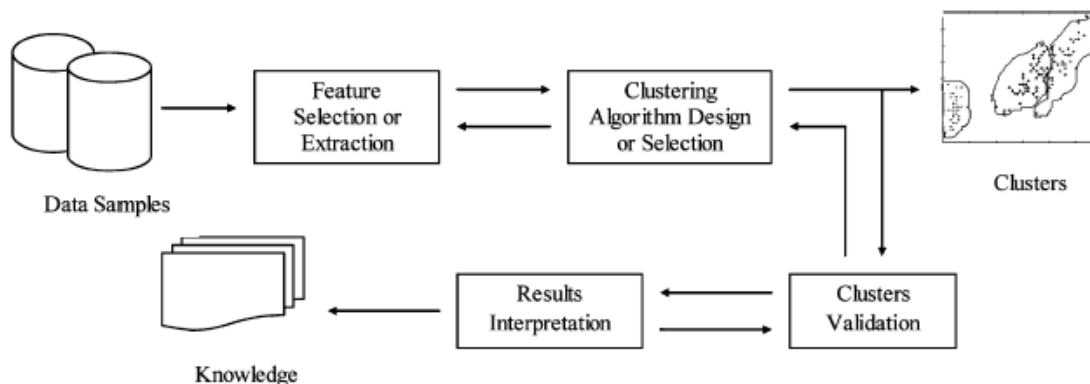 Data Samples
Feature
Selection or
Extraction
Clustering
Algorithm Design
or Selection
Clusters
Clusters
Validation
Results
Interpretation
Knowledge